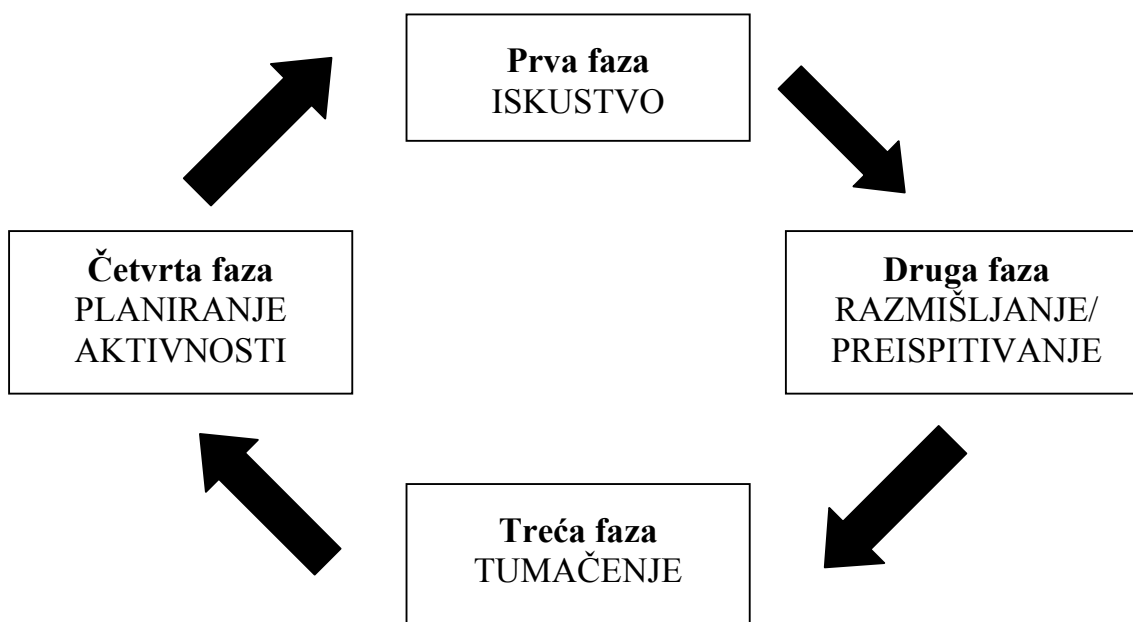 Prva faza
ISKUSTVO
Druga faza
RAZMIŠLJANJE/
PREISPITIVANJE
Treća faza
TUMAČENJE
Četvrta faza
PLANIRANJE
AKTIVNOSTI